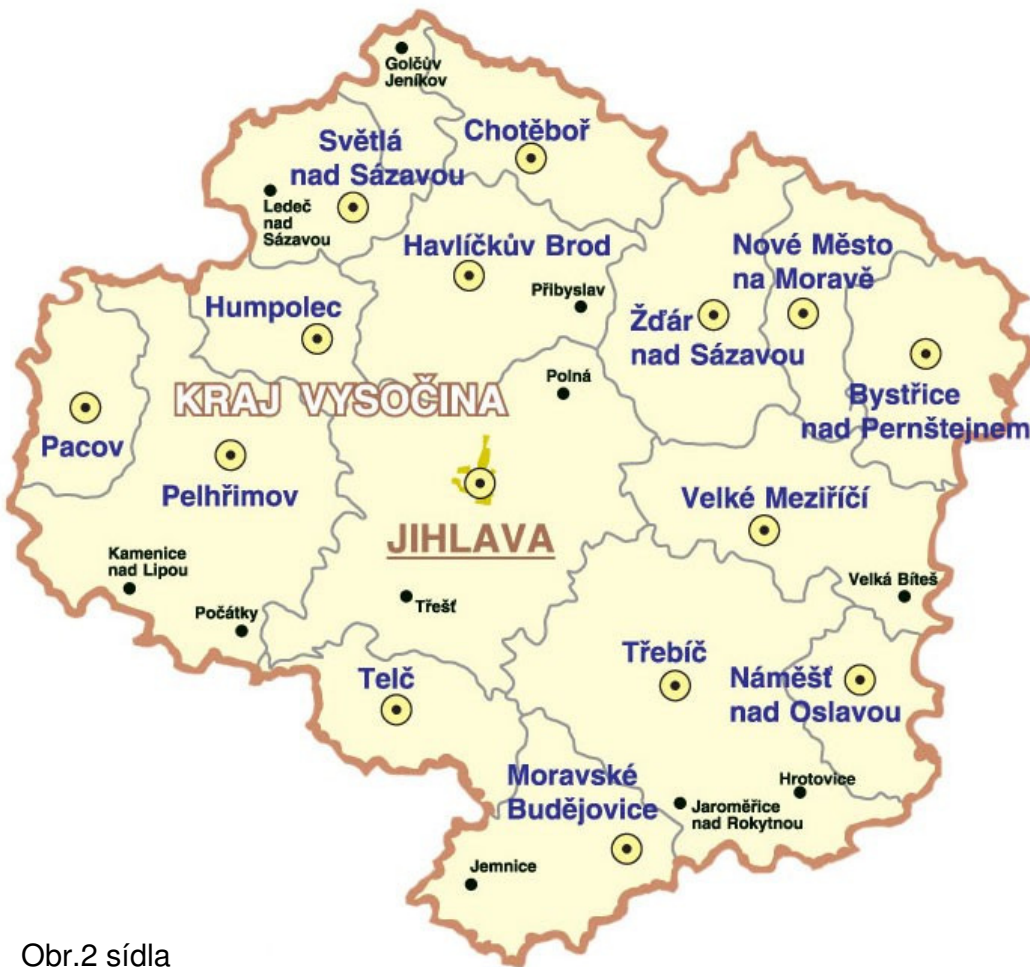 Golčův
Jeníkov
Chotěboř
Světlá
nad Sázavou
Ledeč
nad
Sázavou
Havlíčkův Brod
Nové Město
na Moravě
Přibyslav
Humpolec
Žďár
nad Sázavou
Polná
KRAJ VYSOČINA
Bystřice
nad Pernštejnem
Pacov
Pelhřimov
Velké Meziříčí
JIHLAVA
Kamenice
nad Lipou
Velká Bíteš
Počátky
Třešť
Třebíč
Telč
Náměšť
nad Oslavou
Moravské
Budějovice
Hrotovice
Jaroměřice
nad Rokytnou
Jemnice
Obr.2 sídla